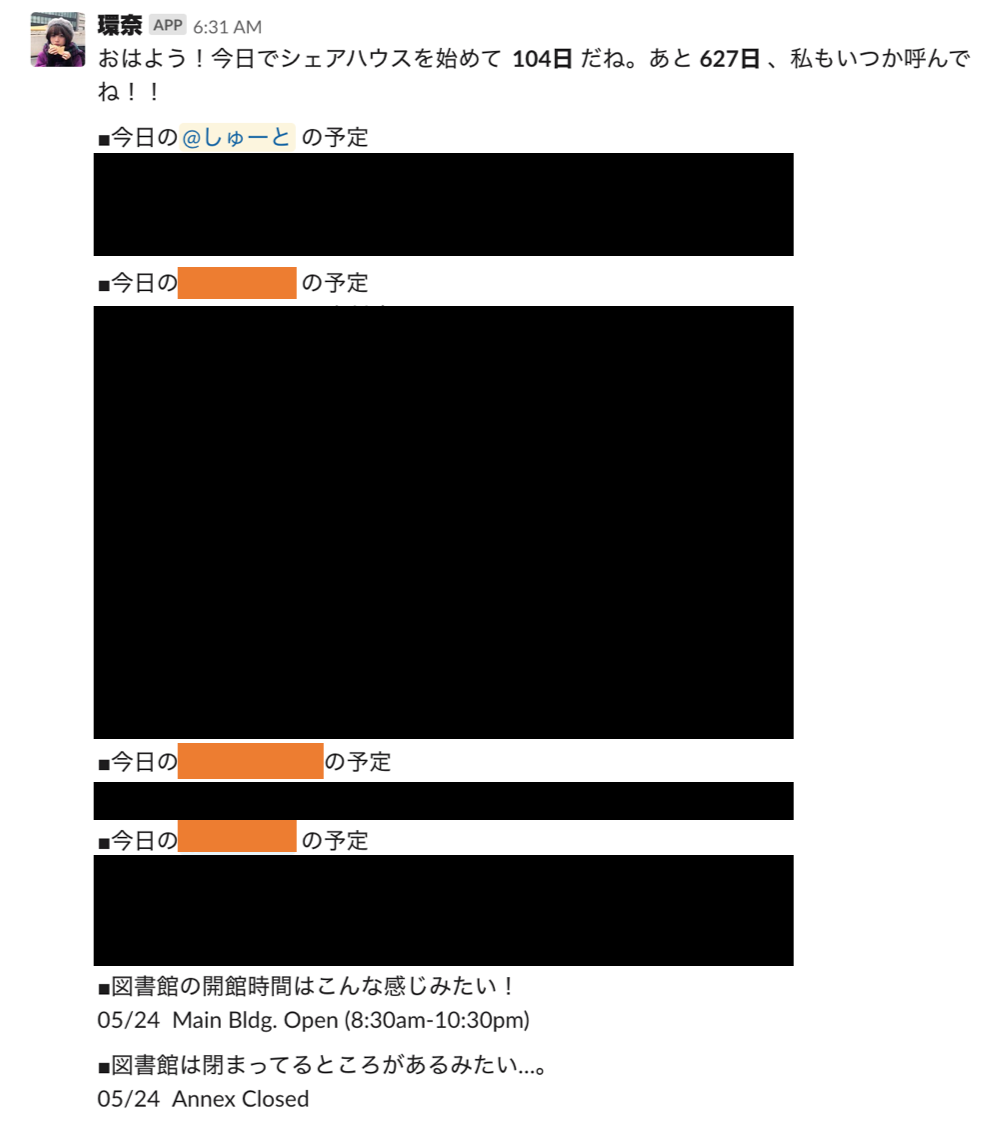 環奈 APP 6:31 AM
おはよう！今日でシェアハウスを始めて 104日 だね。あと 627日 、私もいつか呼んで
ね！！
■今日の@しゅーと の予定
■今日の の予定
■今日の の予定
■今日の の予定
■図書館の開館時間はこんな感じみたい！
05/24 Main Bldg. Open (8:30am-10:30pm)
■図書館は閉まってるところがあるみたい…。
05/24 Annex Closed